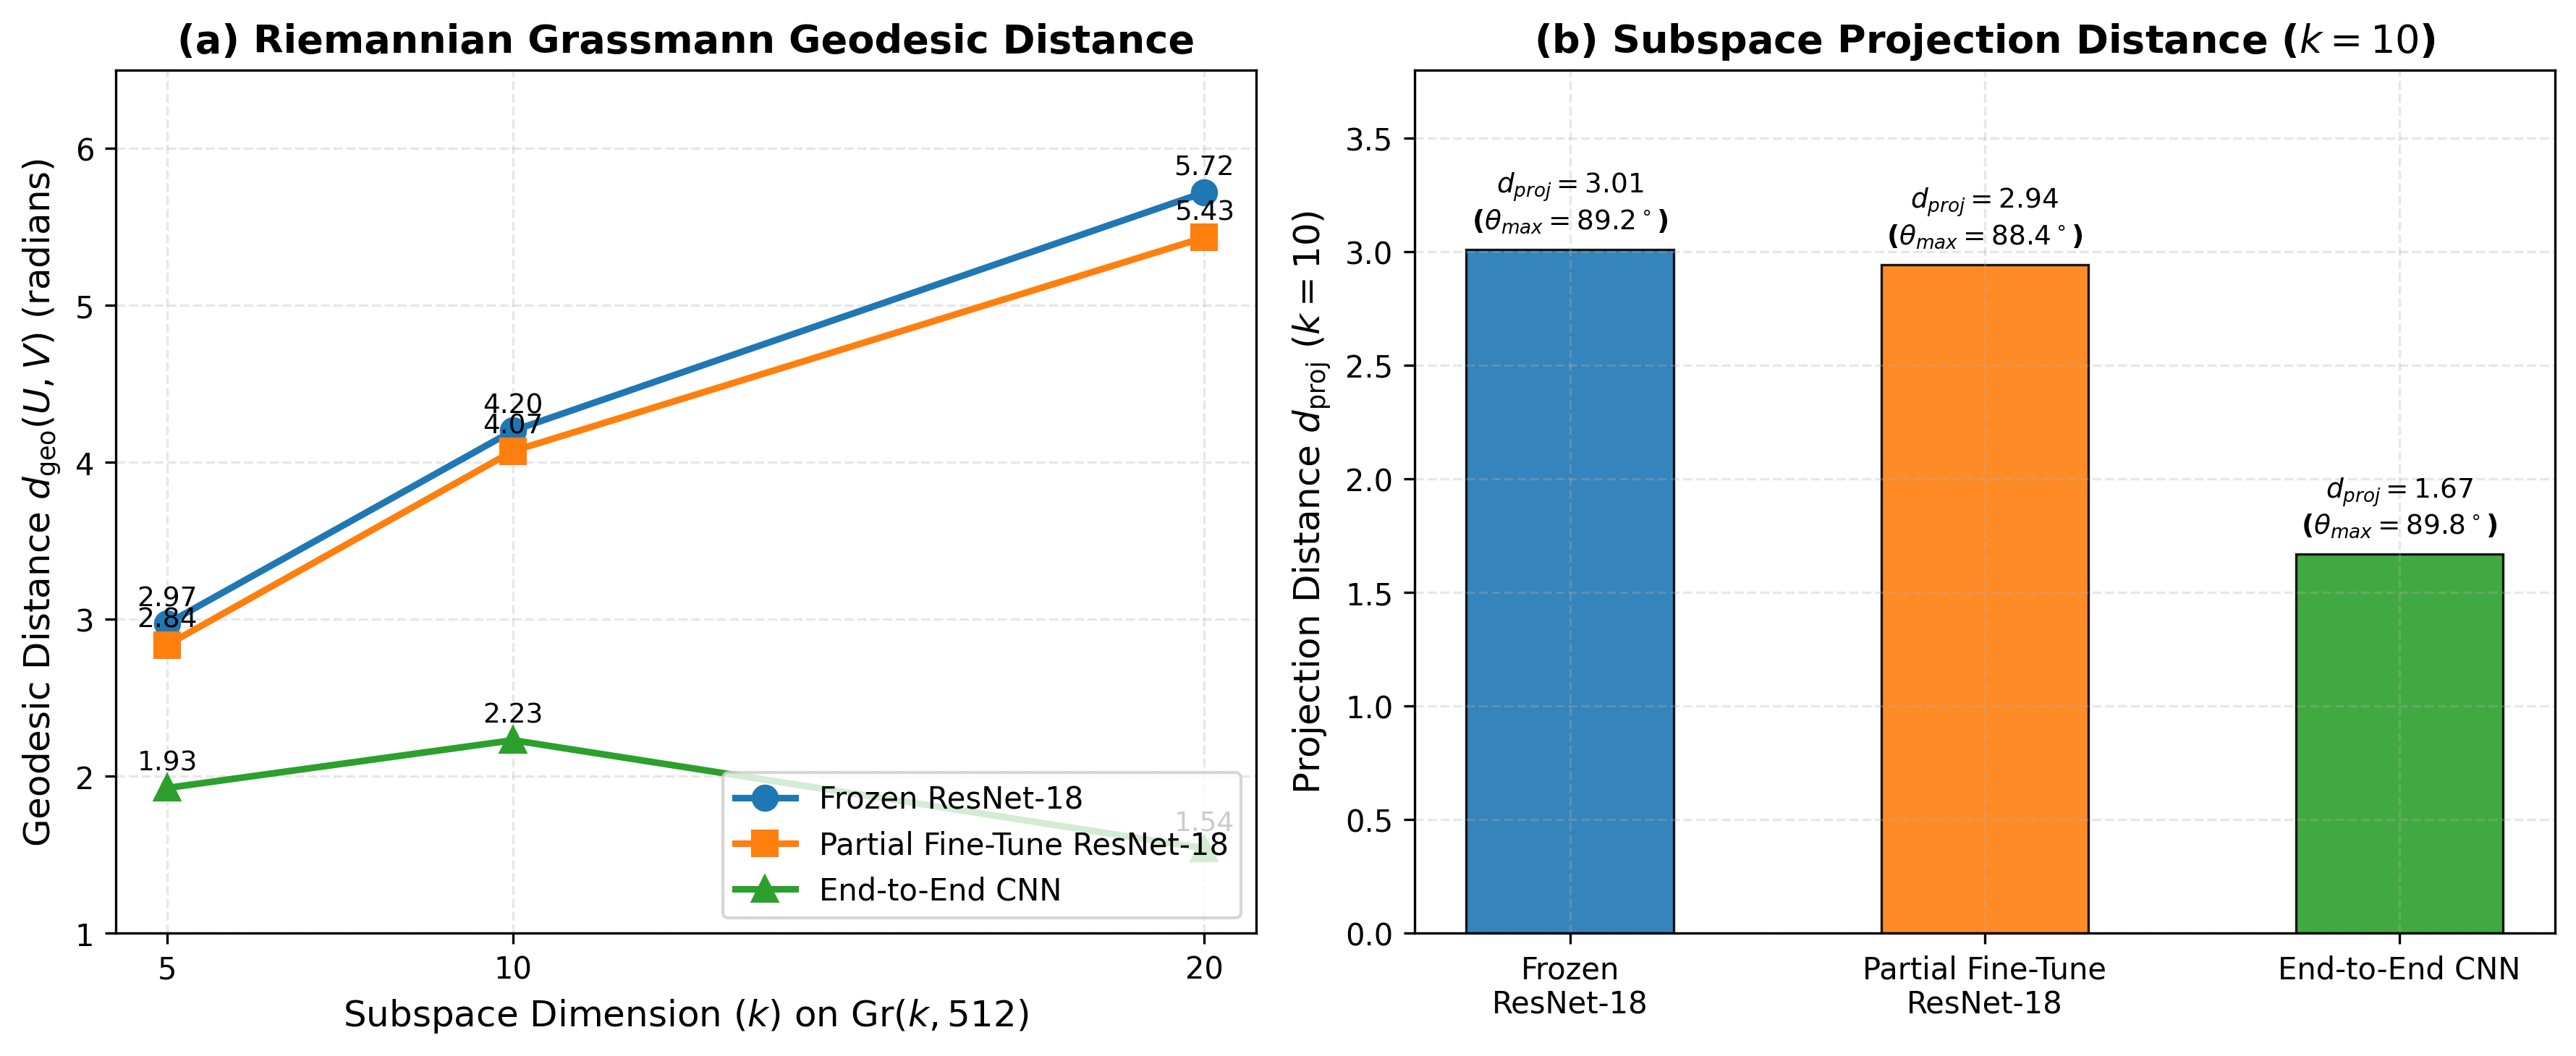 (a) Riemannian Grassmann Geodesic Distance
Geodesic Distance d_geo(U, V) (radians)
6
5
4
3
2
1
5.72
5.43
4.20
4.07
2.97
2.84
2.23
1.93
1.54
Frozen ResNet-18
Partial Fine-Tune ResNet-18
End-to-End CNN
5
10
20
Subspace Dimension (k) on Gr(k, 512)
(b) Subspace Projection Distance (k = 10)
Projection Distance d_proj (k = 10)
3.5
3.0
2.5
2.0
1.5
1.0
0.5
0.0
d_proj = 3.01
(θ_max = 89.2°)
d_proj = 2.94
(θ_max = 88.4°)
d_proj = 1.67
(θ_max = 89.8°)
Frozen
ResNet-18
Partial Fine-Tune
ResNet-18
End-to-End CNN